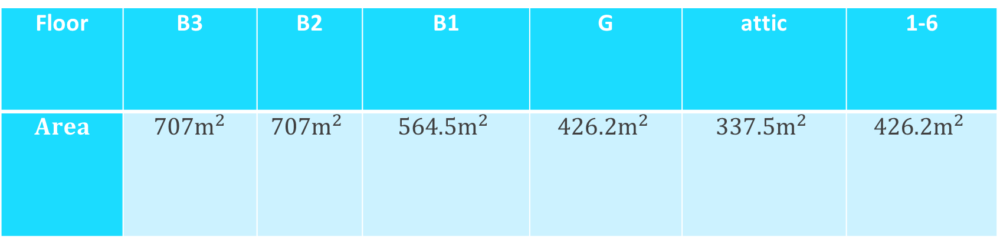 Floor B3 B2 B1 G attic 1-6
Area 707m² 707m² 564.5m² 426.2m² 337.5m² 426.2m²